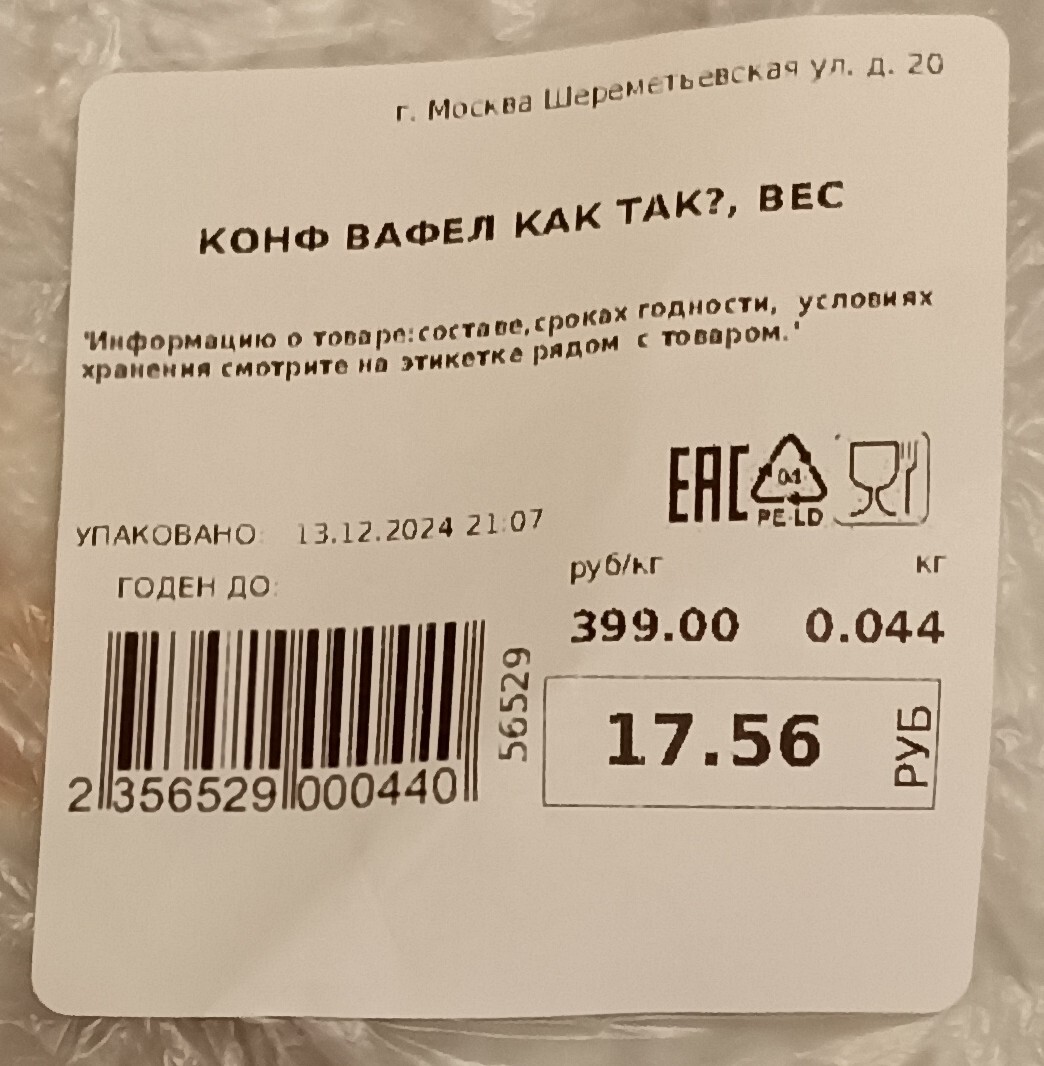 г. Москва Шереметьевская ул. д. 20
КОНФ ВАФЕЛ КАК ТАК?, ВЕС
"Информацию о товаре:составе,сроках годности, условиях
хранения смотрите на этикетке рядом с товаром."
EAC
04
PE-LD
УПАКОВАНО: 13.12.2024 21:07
ГОДЕН ДО:
руб/кг кг
399.00 0.044
56529
17.56 РУБ
2 356529 000440